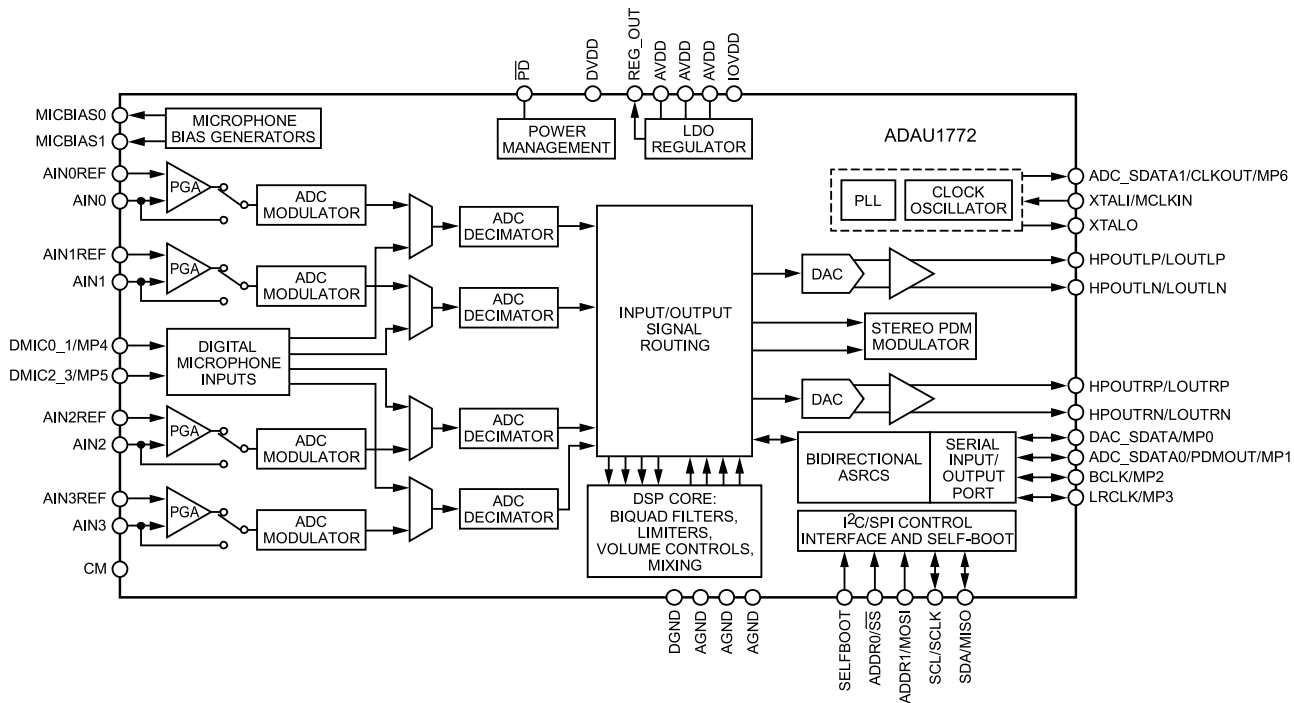 PD
DVDD
REG_OUT
AVDD
AVDD
AVDD
IOVDD
MICBIAS0
MICBIAS1
MICROPHONE
BIAS GENERATORS
POWER
MANAGEMENT
LDO
REGULATOR
ADAU1772
AIN0REF
AIN0
PGA
ADC
MODULATOR
ADC
DECIMATOR
AIN1REF
AIN1
PGA
ADC
MODULATOR
ADC
DECIMATOR
DMIC0_1/MP4
DMIC2_3/MP5
DIGITAL
MICROPHONE
INPUTS
AIN2REF
AIN2
PGA
ADC
MODULATOR
ADC
DECIMATOR
AIN3REF
AIN3
PGA
ADC
MODULATOR
ADC
DECIMATOR
CM
INPUT/OUTPUT
SIGNAL
ROUTING
DSP CORE:
BIQUAD FILTERS,
LIMITERS,
VOLUME CONTROLS,
MIXING
PLL
CLOCK
OSCILLATOR
ADC_SDATA1/CLKOUT/MP6
XTALI/MCLKIN
XTALO
DAC
HPOUTLP/LOUTLP
HPOUTLN/LOUTLN
STEREO PDM
MODULATOR
DAC
HPOUTRP/LOUTRP
HPOUTRN/LOUTRN
BIDIRECTIONAL
ASRCS
SERIAL
INPUT/
OUTPUT
PORT
DAC_SDATA/MP0
ADC_SDATA0/PDMOUT/MP1
BCLK/MP2
LRCLK/MP3
I2C/SPI CONTROL
INTERFACE AND SELF-BOOT
DGND
AGND
AGND
AGND
SELFBOOT
ADDR0/SS
ADDR1/MOSI
SCL/SCLK
SDA/MISO